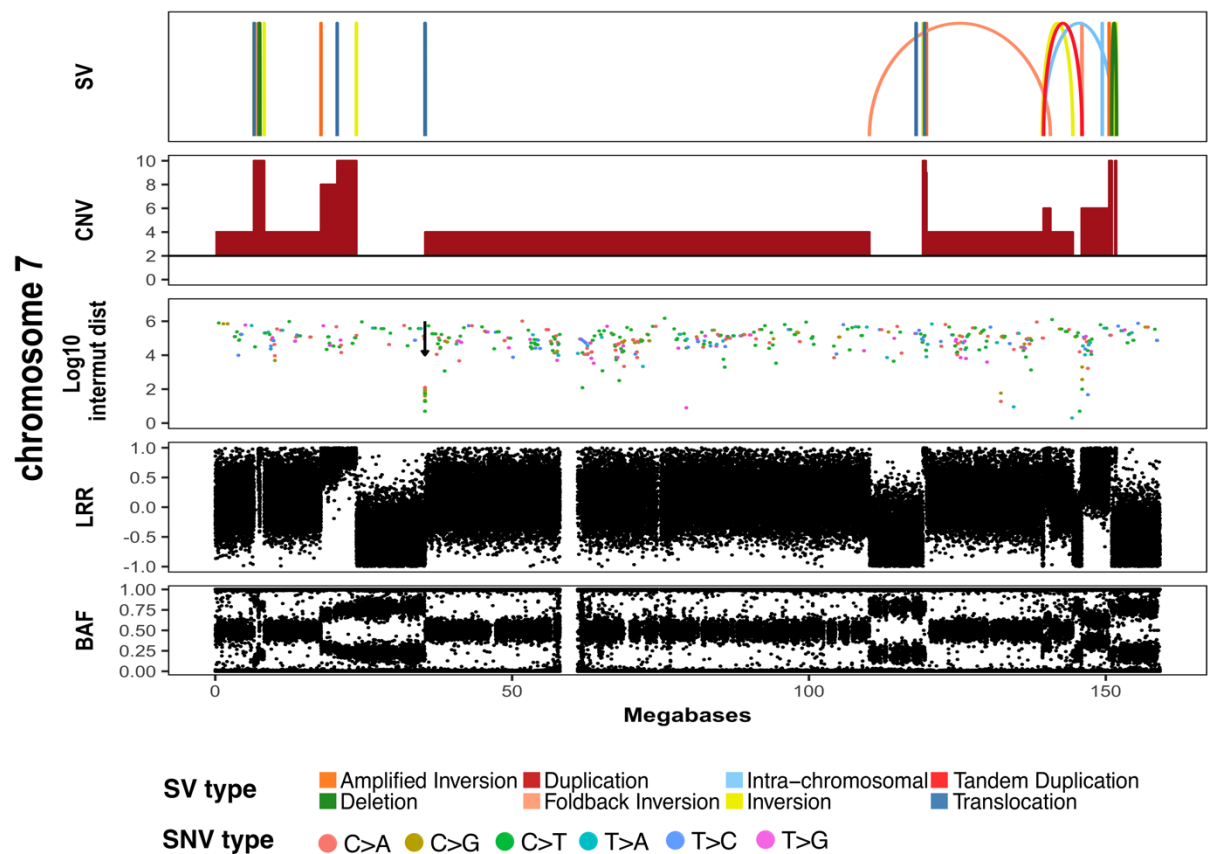 chromosome 7
SV
CNV
10
8
6
4
2
0
Log10
intermut dist
6
4
2
0
LRR
1.0
0.5
0.0
-0.5
-1.0
BAF
1.00
0.75
0.50
0.25
0.00
0 50 100 150
Megabases
SV type
Amplified Inversion Duplication Intra−chromosomal Tandem Duplication
Deletion Foldback Inversion Inversion Translocation
SNV type C>A C>G C>T T>A T>C T>G